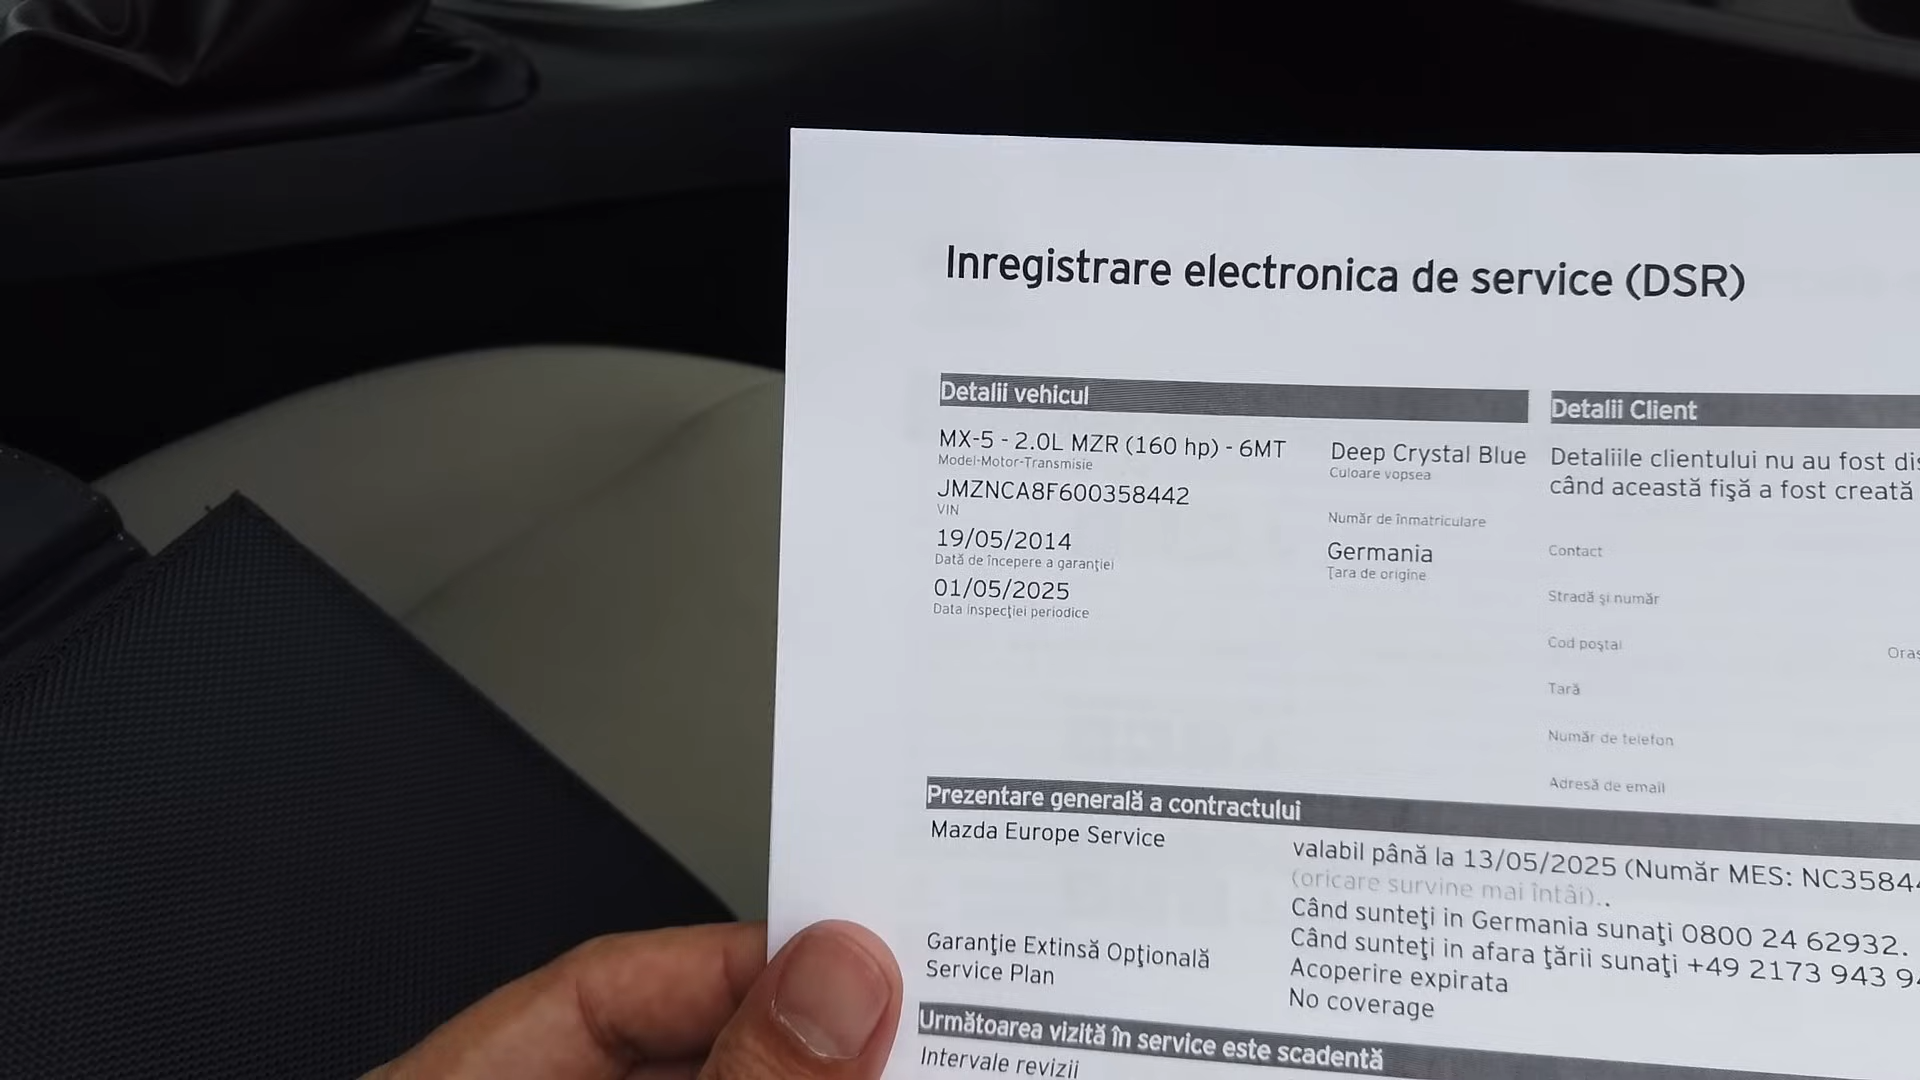 Inregistrare electronica de service (DSR)
Detalii vehicul
MX-5 - 2.0L MZR (160 hp) - 6MT
Model-Motor-Transmisie
JMZNCA8F600358442
VIN
19/05/2014
Dată de începere a garanţiei
01/05/2025
Data inspecţiei periodice
Deep Crystal Blue
Culoare vopsea
Număr de înmatriculare
Germania
Ţara de origine
Detalii Client
Detaliile clientului nu au fost
când această fişă a fost creată
Contact
Stradă şi număr
Cod poştal
Tară
Număr de telefon
Adresă de email
Prezentare generală a contractului
Mazda Europe Service
valabil până la 13/05/2025 (Număr MES:
(oricare survine mai întâi)..
Când sunteţi in Germania sunaţi 0800 24 62932.
Când sunteţi in afara ţării sunaţi +49 2173 943
Garanţie Extinsă Opţională
Acoperire expirata
Service Plan
No coverage
Următoarea vizită în service este scadentă
Intervale revizii